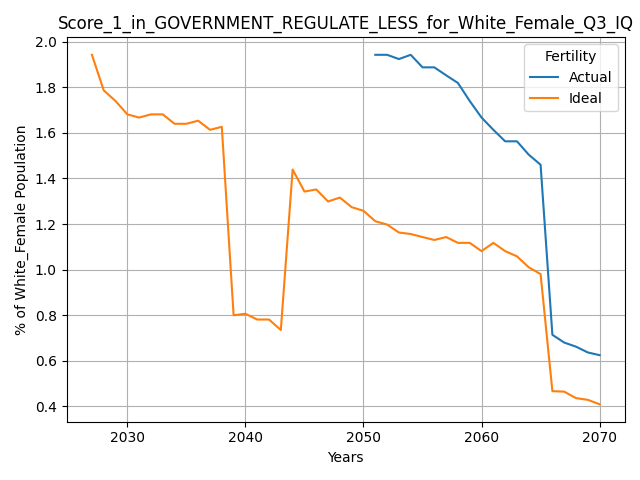 Score_1_in_GOVERNMENT_REGULATE_LESS_for_White_Female_Q3_IQ
2.0
1.8
1.6
1.4
1.2
1.0
0.8
0.6
0.4
% of White_Female Population
Fertility
Actual
Ideal
2030 2040 2050 2060 2070
Years